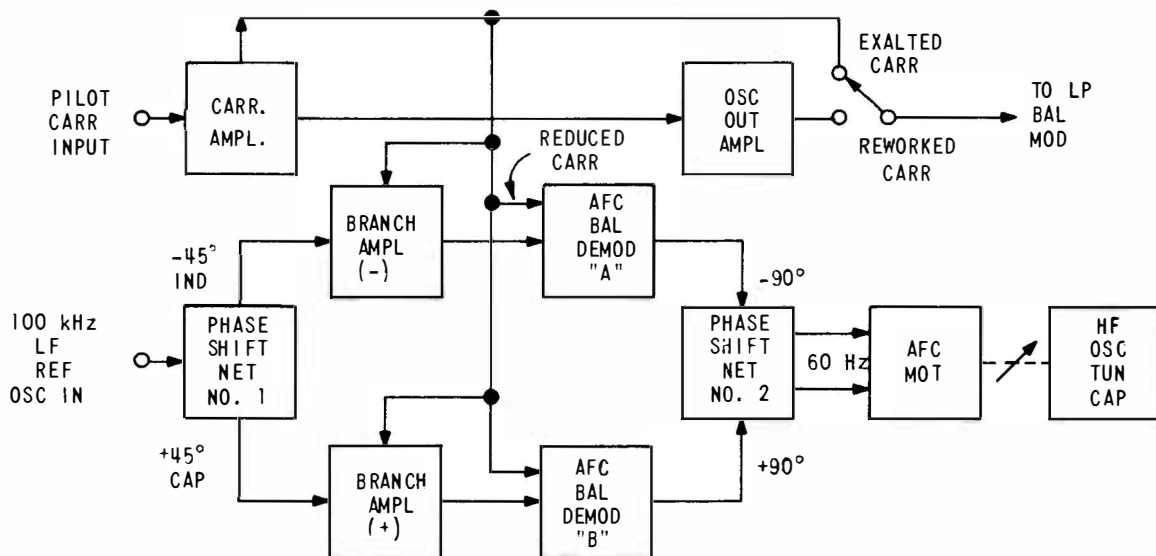 EXALTED
CARR
PILOT
CARR
INPUT
CARR.
AMPL.
OSC
OUT
AMPL
TO LP
BAL
MOD
REWORKED
CARR
REDUCED
CARR
BRANCH
AMPL
(-)
AFC
BAL
DEMOD
"A"
-45°
IND
-90°
100 kHz
LF
REF
OSC IN
PHASE
SHIFT
NET
NO. 1
PHASE
SHIFT
NET
NO. 2
60 Hz
AFC
MOT
HF
OSC
TUN
CAP
+45°
CAP
BRANCH
AMPL
(+)
AFC
BAL
DEMOD
"B"
+90°